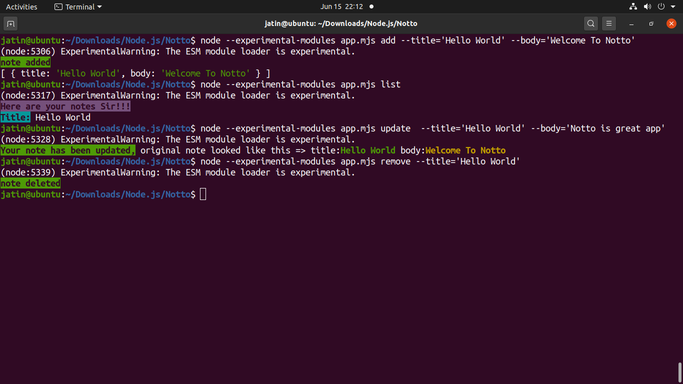 Activities Terminal Jun 15 22:12
jatin@ubuntu: ~/Downloads/Node.js/Notto
jatin@ubuntu:~/Downloads/Node.js/Notto$ node --experimental-modules app.mjs add --title='Hello World' --body='Welcome To Notto'
(node:5306) ExperimentalWarning: The ESM module loader is experimental.
note added
[ { title: 'Hello World', body: 'Welcome To Notto' } ]
jatin@ubuntu:~/Downloads/Node.js/Notto$ node --experimental-modules app.mjs list
(node:5317) ExperimentalWarning: The ESM module loader is experimental.
Here are your notes Sir!!!
Title: Hello World
jatin@ubuntu:~/Downloads/Node.js/Notto$ node --experimental-modules app.mjs update  --title='Hello World' --body='Notto is great app'
(node:5328) ExperimentalWarning: The ESM module loader is experimental.
Your note has been updated, original note looked like this => title:Hello World body:Welcome To Notto
jatin@ubuntu:~/Downloads/Node.js/Notto$ node --experimental-modules app.mjs remove --title='Hello World'
(node:5339) ExperimentalWarning: The ESM module loader is experimental.
note deleted
jatin@ubuntu:~/Downloads/Node.js/Notto$